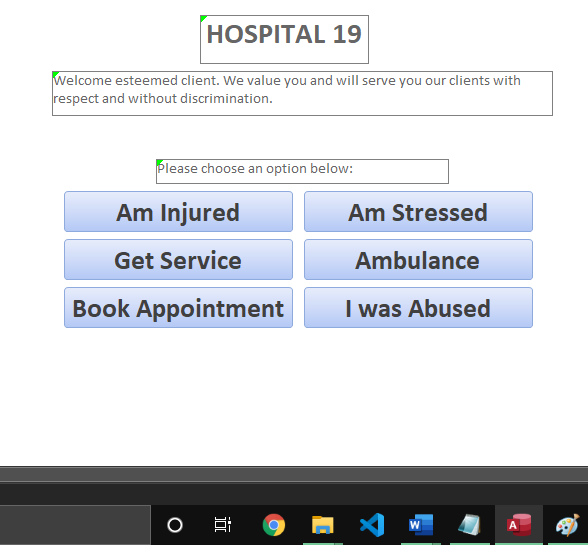 HOSPITAL 19
Welcome esteemed client. We value you and will serve you our clients with
respect and without discrimination.
Please choose an option below:
Am Injured
Am Stressed
Get Service
Ambulance
Book Appointment
I was Abused
W
A